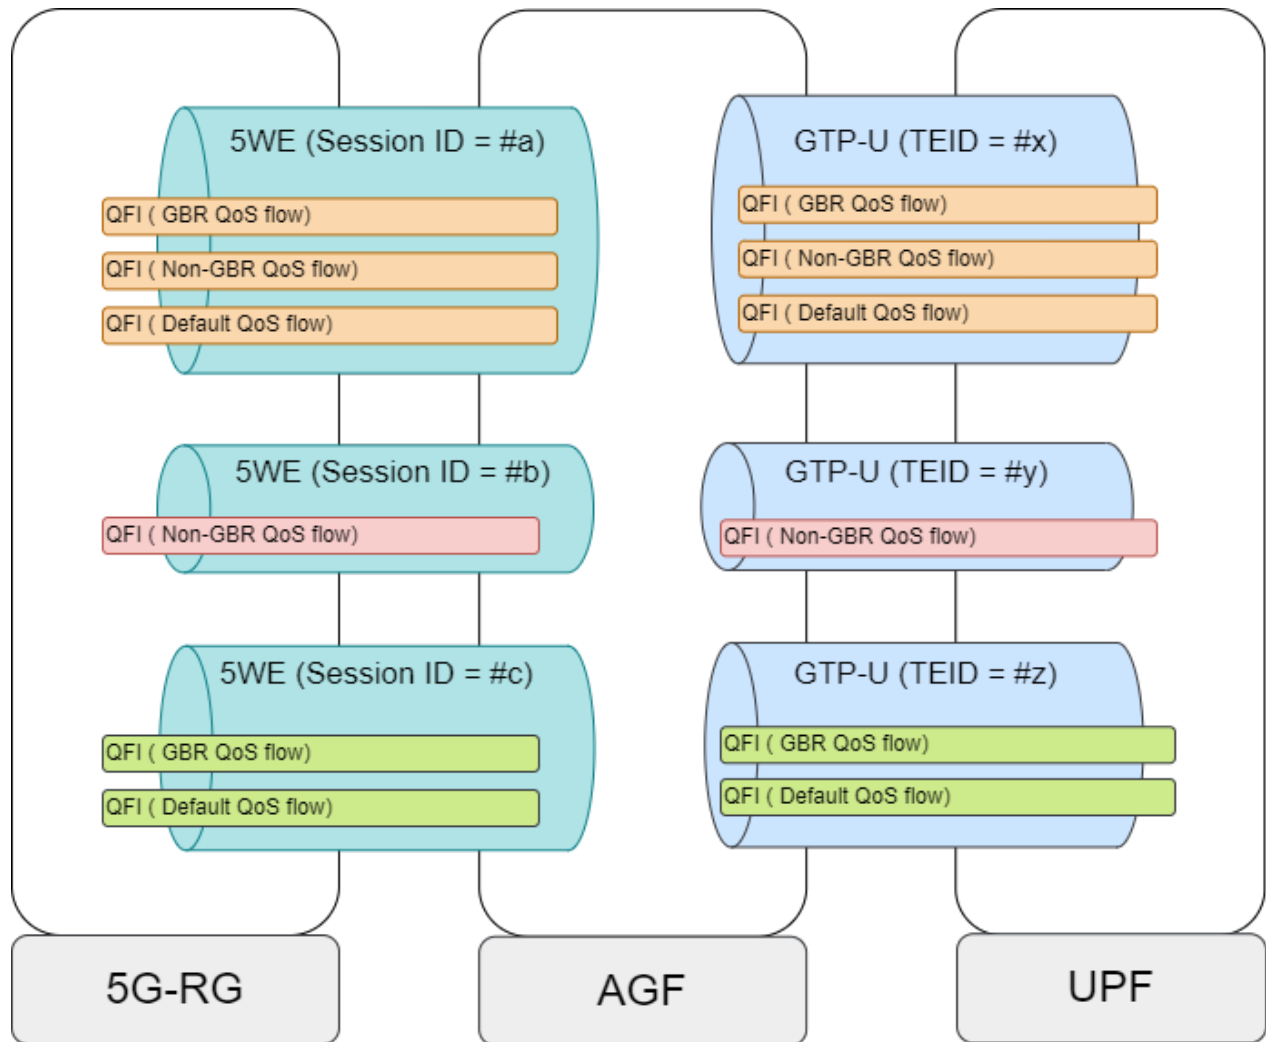 5WE (Session ID = #a)
QFI ( GBR QoS flow)
QFI ( Non-GBR QoS flow)
QFI ( Default QoS flow)
GTP-U (TEID = #x)
QFI ( GBR QoS flow)
QFI ( Non-GBR QoS flow)
QFI ( Default QoS flow)
5WE (Session ID = #b)
QFI ( Non-GBR QoS flow)
GTP-U (TEID = #y)
QFI ( Non-GBR QoS flow)
5WE (Session ID = #c)
QFI ( GBR QoS flow)
QFI ( Default QoS flow)
GTP-U (TEID = #z)
QFI ( GBR QoS flow)
QFI ( Default QoS flow)
5G-RG
AGF
UPF